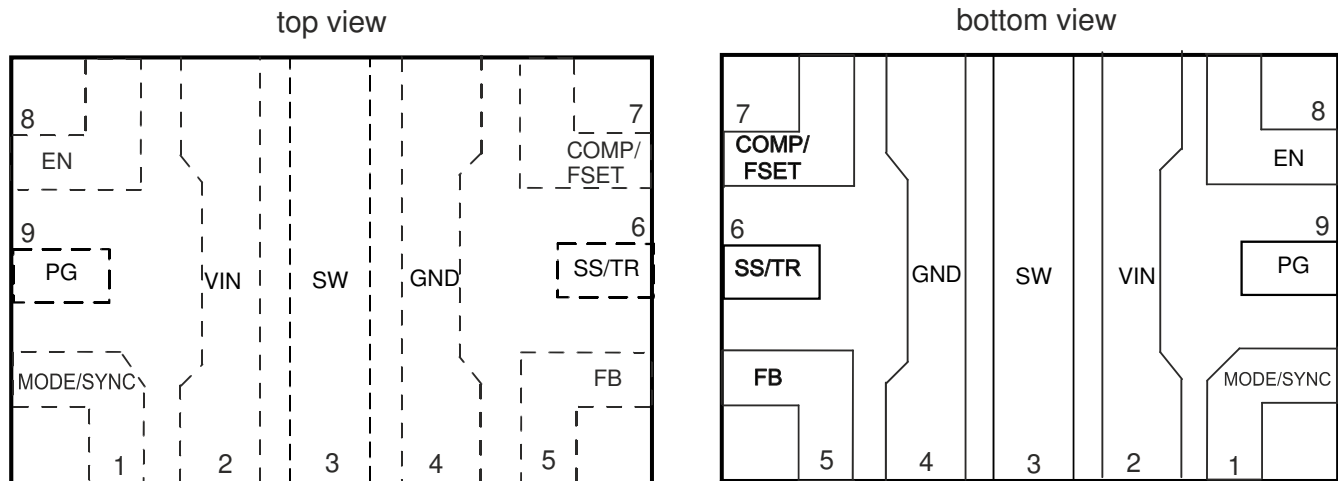 top view
8
7
EN
COMP/
FSET
9
6
PG
VIN
SW
GND
SS/TR
MODE/SYNC
FB
1
2
3
4
5
bottom view
7
8
COMP/
FSET
EN
6
9
SS/TR
GND
SW
VIN
PG
FB
MODE/SYNC
5
4
3
2
1